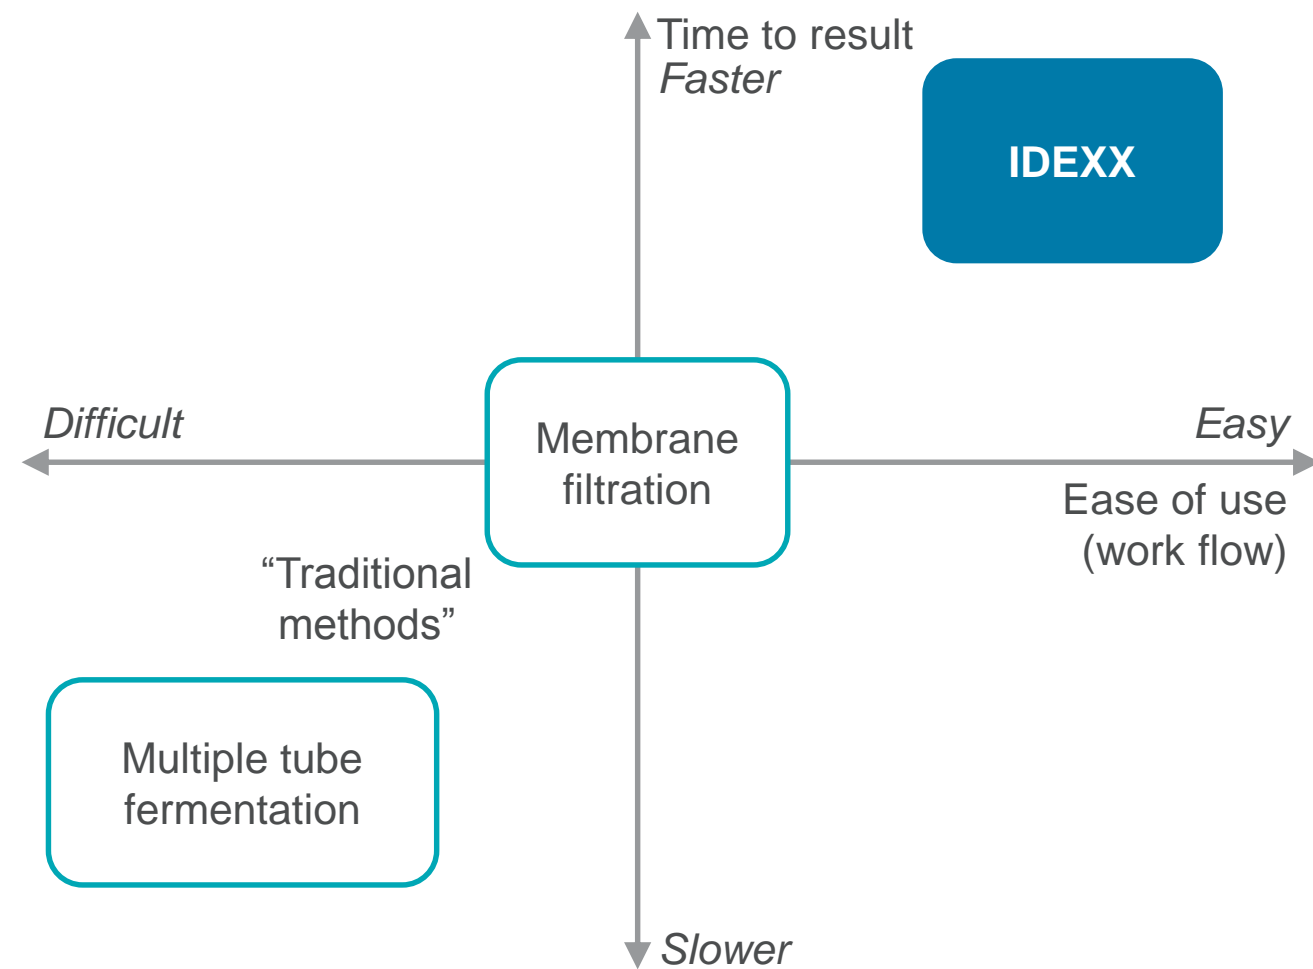 Time to result
Faster
IDEXX
Difficult
Membrane
filtration
Easy
Ease of use
(work flow)
“Traditional
methods”
Multiple tube
fermentation
Slower